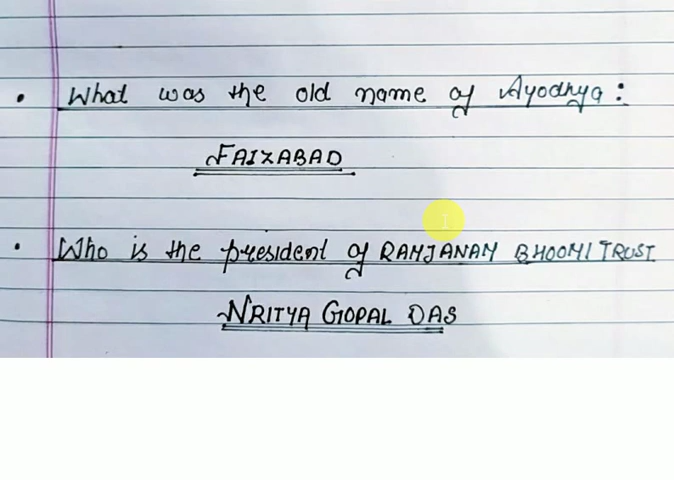 • What was the old name of Ayodhya:
FAIZABAD
• Who is the president of RAMJANAM BHOOMI TRUST
NRITYA GOPAL DAS